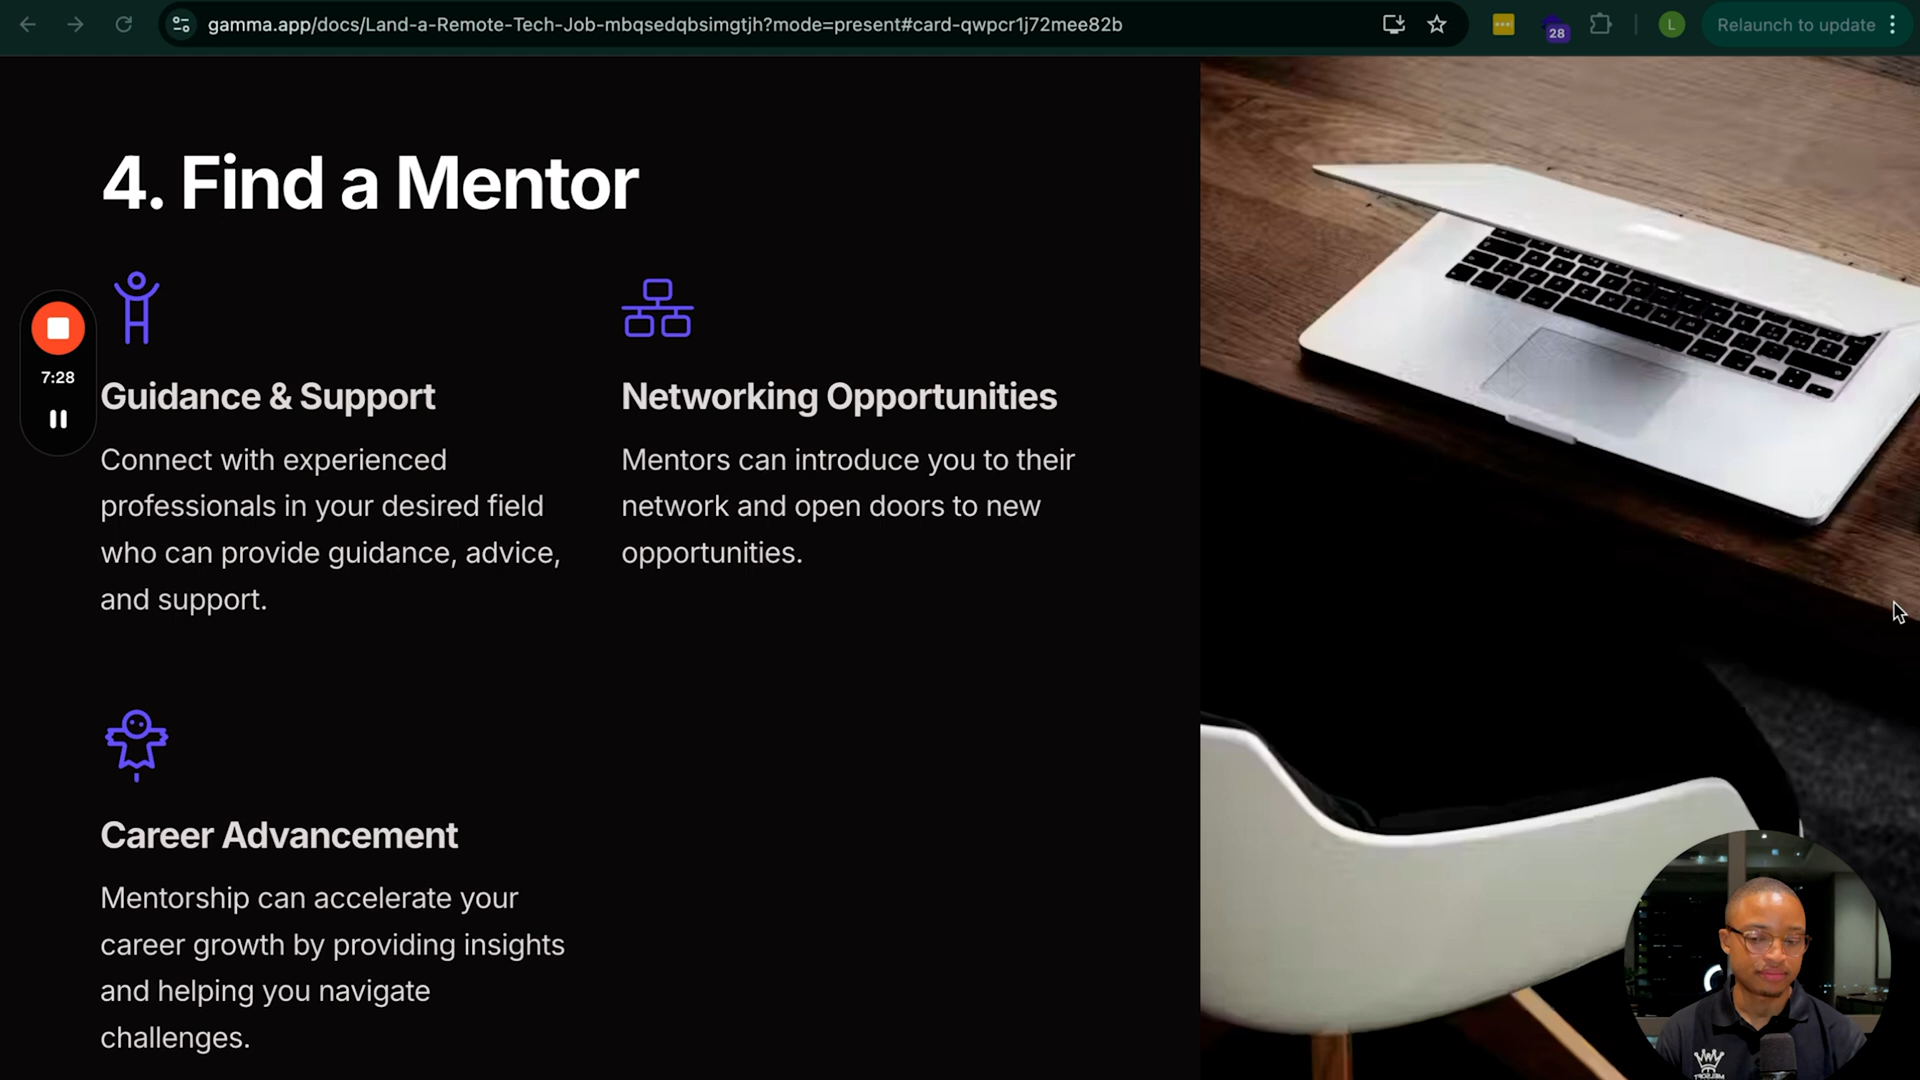 gamma.app/docs/Land-a-Remote-Tech-Job-mbqsedqbsimgtjh?mode=present#card-qwpcr1j72mee82b
28
L
Relaunch to update
4. Find a Mentor
7:28
Guidance & Support
Connect with experienced
professionals in your desired field
who can provide guidance, advice,
and support.
Networking Opportunities
Mentors can introduce you to their
network and open doors to new
opportunities.
Career Advancement
Mentorship can accelerate your
career growth by providing insights
and helping you navigate
challenges.